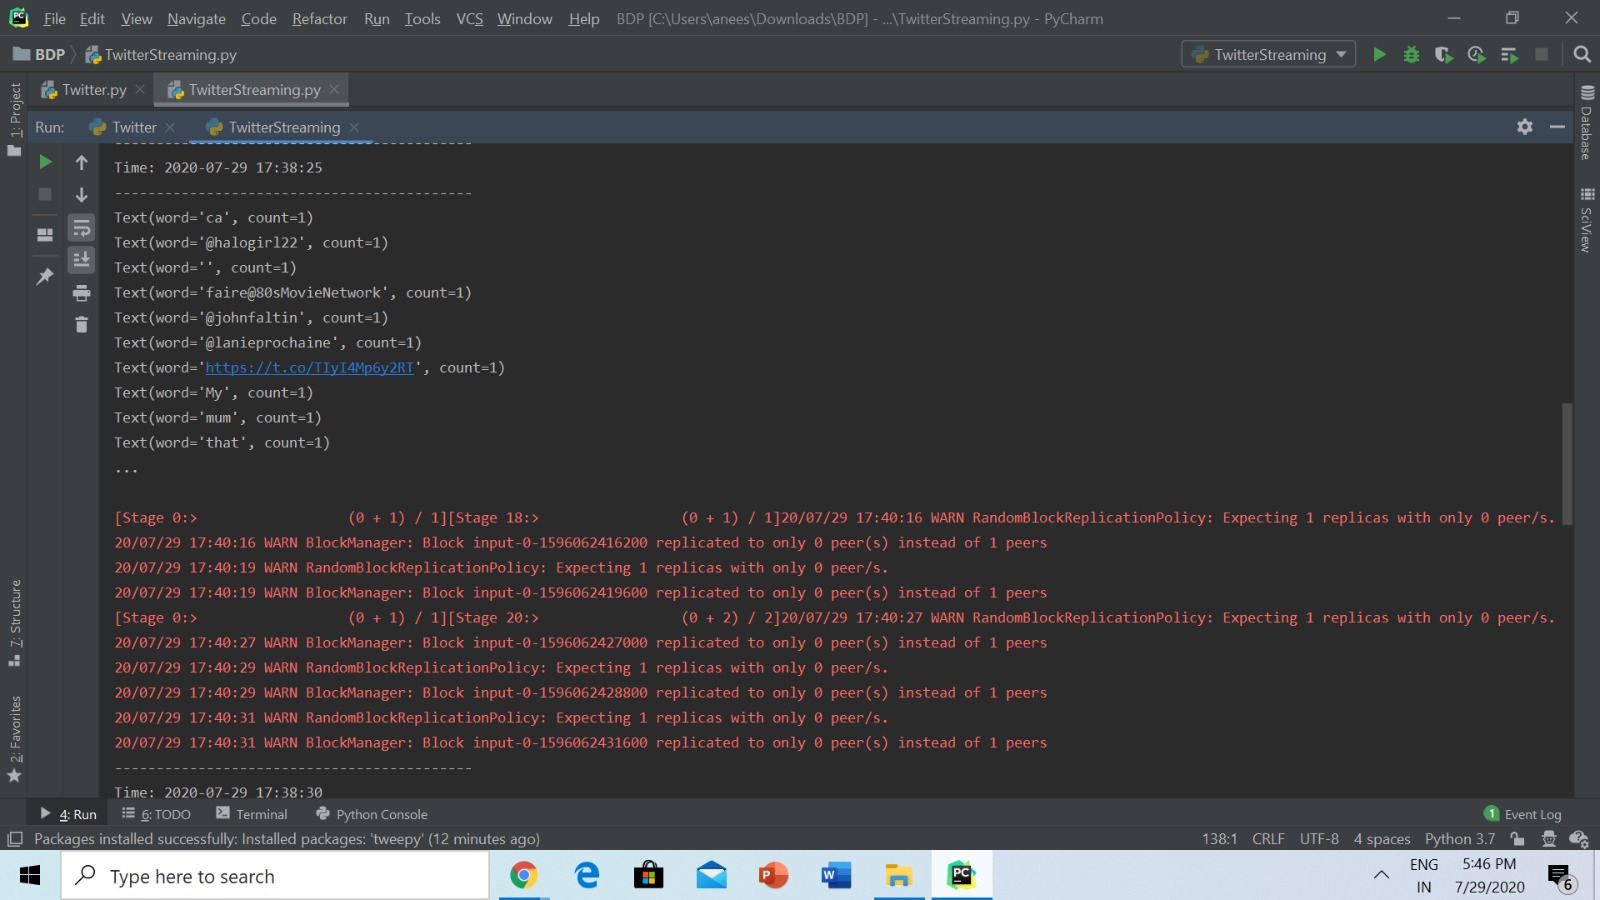 File Edit View Navigate Code Refactor Run Tools VCS Window Help BDP [C:\Users\anees\Downloads\BDP] - ...\TwitterStreaming.py - PyCharm
BDP TwitterStreaming.py TwitterStreaming
1: Project
Twitter.py TwitterStreaming.py
Run: Twitter TwitterStreaming
-------------------------------------------
Time: 2020-07-29 17:38:25
-------------------------------------------
Text(word='ca', count=1)
Text(word='@halogirl22', count=1)
Text(word='', count=1)
Text(word='faire@80sMovieNetwork', count=1)
Text(word='@johnfaltin', count=1)
Text(word='@lanieprochaine', count=1)
Text(word='https://t.co/TIyI4Mp6y2RT', count=1)
Text(word='My', count=1)
Text(word='mum', count=1)
Text(word='that', count=1)
...
[Stage 0:> (0 + 1) / 1][Stage 18:> (0 + 1) / 1]20/07/29 17:40:16 WARN RandomBlockReplicationPolicy: Expecting 1 replicas with only 0 peer/s.
20/07/29 17:40:16 WARN BlockManager: Block input-0-1596062416200 replicated to only 0 peer(s) instead of 1 peers
20/07/29 17:40:19 WARN RandomBlockReplicationPolicy: Expecting 1 replicas with only 0 peer/s.
20/07/29 17:40:19 WARN BlockManager: Block input-0-1596062419600 replicated to only 0 peer(s) instead of 1 peers
[Stage 0:> (0 + 1) / 1][Stage 20:> (0 + 2) / 2]20/07/29 17:40:27 WARN RandomBlockReplicationPolicy: Expecting 1 replicas with only 0 peer/s.
20/07/29 17:40:27 WARN BlockManager: Block input-0-1596062427000 replicated to only 0 peer(s) instead of 1 peers
20/07/29 17:40:29 WARN RandomBlockReplicationPolicy: Expecting 1 replicas with only 0 peer/s.
20/07/29 17:40:29 WARN BlockManager: Block input-0-1596062428800 replicated to only 0 peer(s) instead of 1 peers
20/07/29 17:40:31 WARN RandomBlockReplicationPolicy: Expecting 1 replicas with only 0 peer/s.
20/07/29 17:40:31 WARN BlockManager: Block input-0-1596062431600 replicated to only 0 peer(s) instead of 1 peers
-------------------------------------------
Time: 2020-07-29 17:38:30
Database
SciView
7: Structure
2: Favorites
4: Run 6: TODO Terminal Python Console 1 Event Log
Packages installed successfully: Installed packages: 'tweepy' (12 minutes ago) 138:1 CRLF UTF-8 4 spaces Python 3.7
Type here to search
ENG
IN
5:46 PM
7/29/2020
6